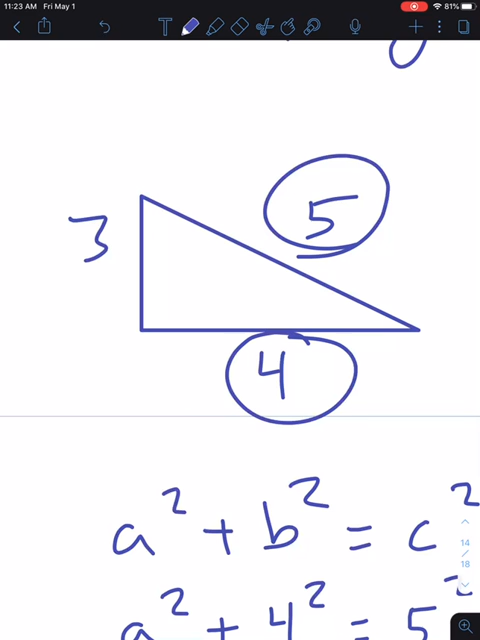 11:23 AM Fri May 1
81%
T
5
3
4
a² + b² = c²
14
/
18
a² + 4² = 5²